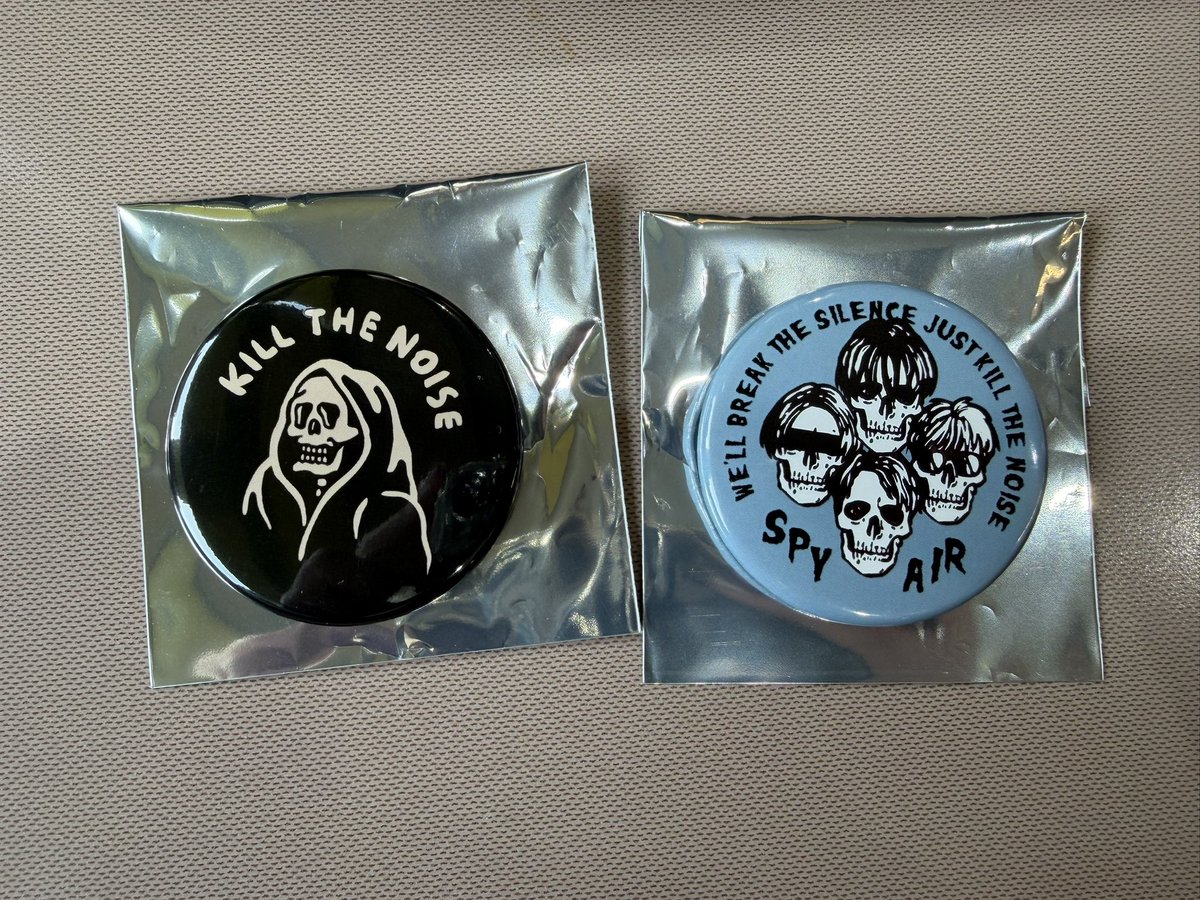 KILL THE NOISE
WE'LL BREAK THE SILENCE JUST KILL THE NOISE
SPY AIR